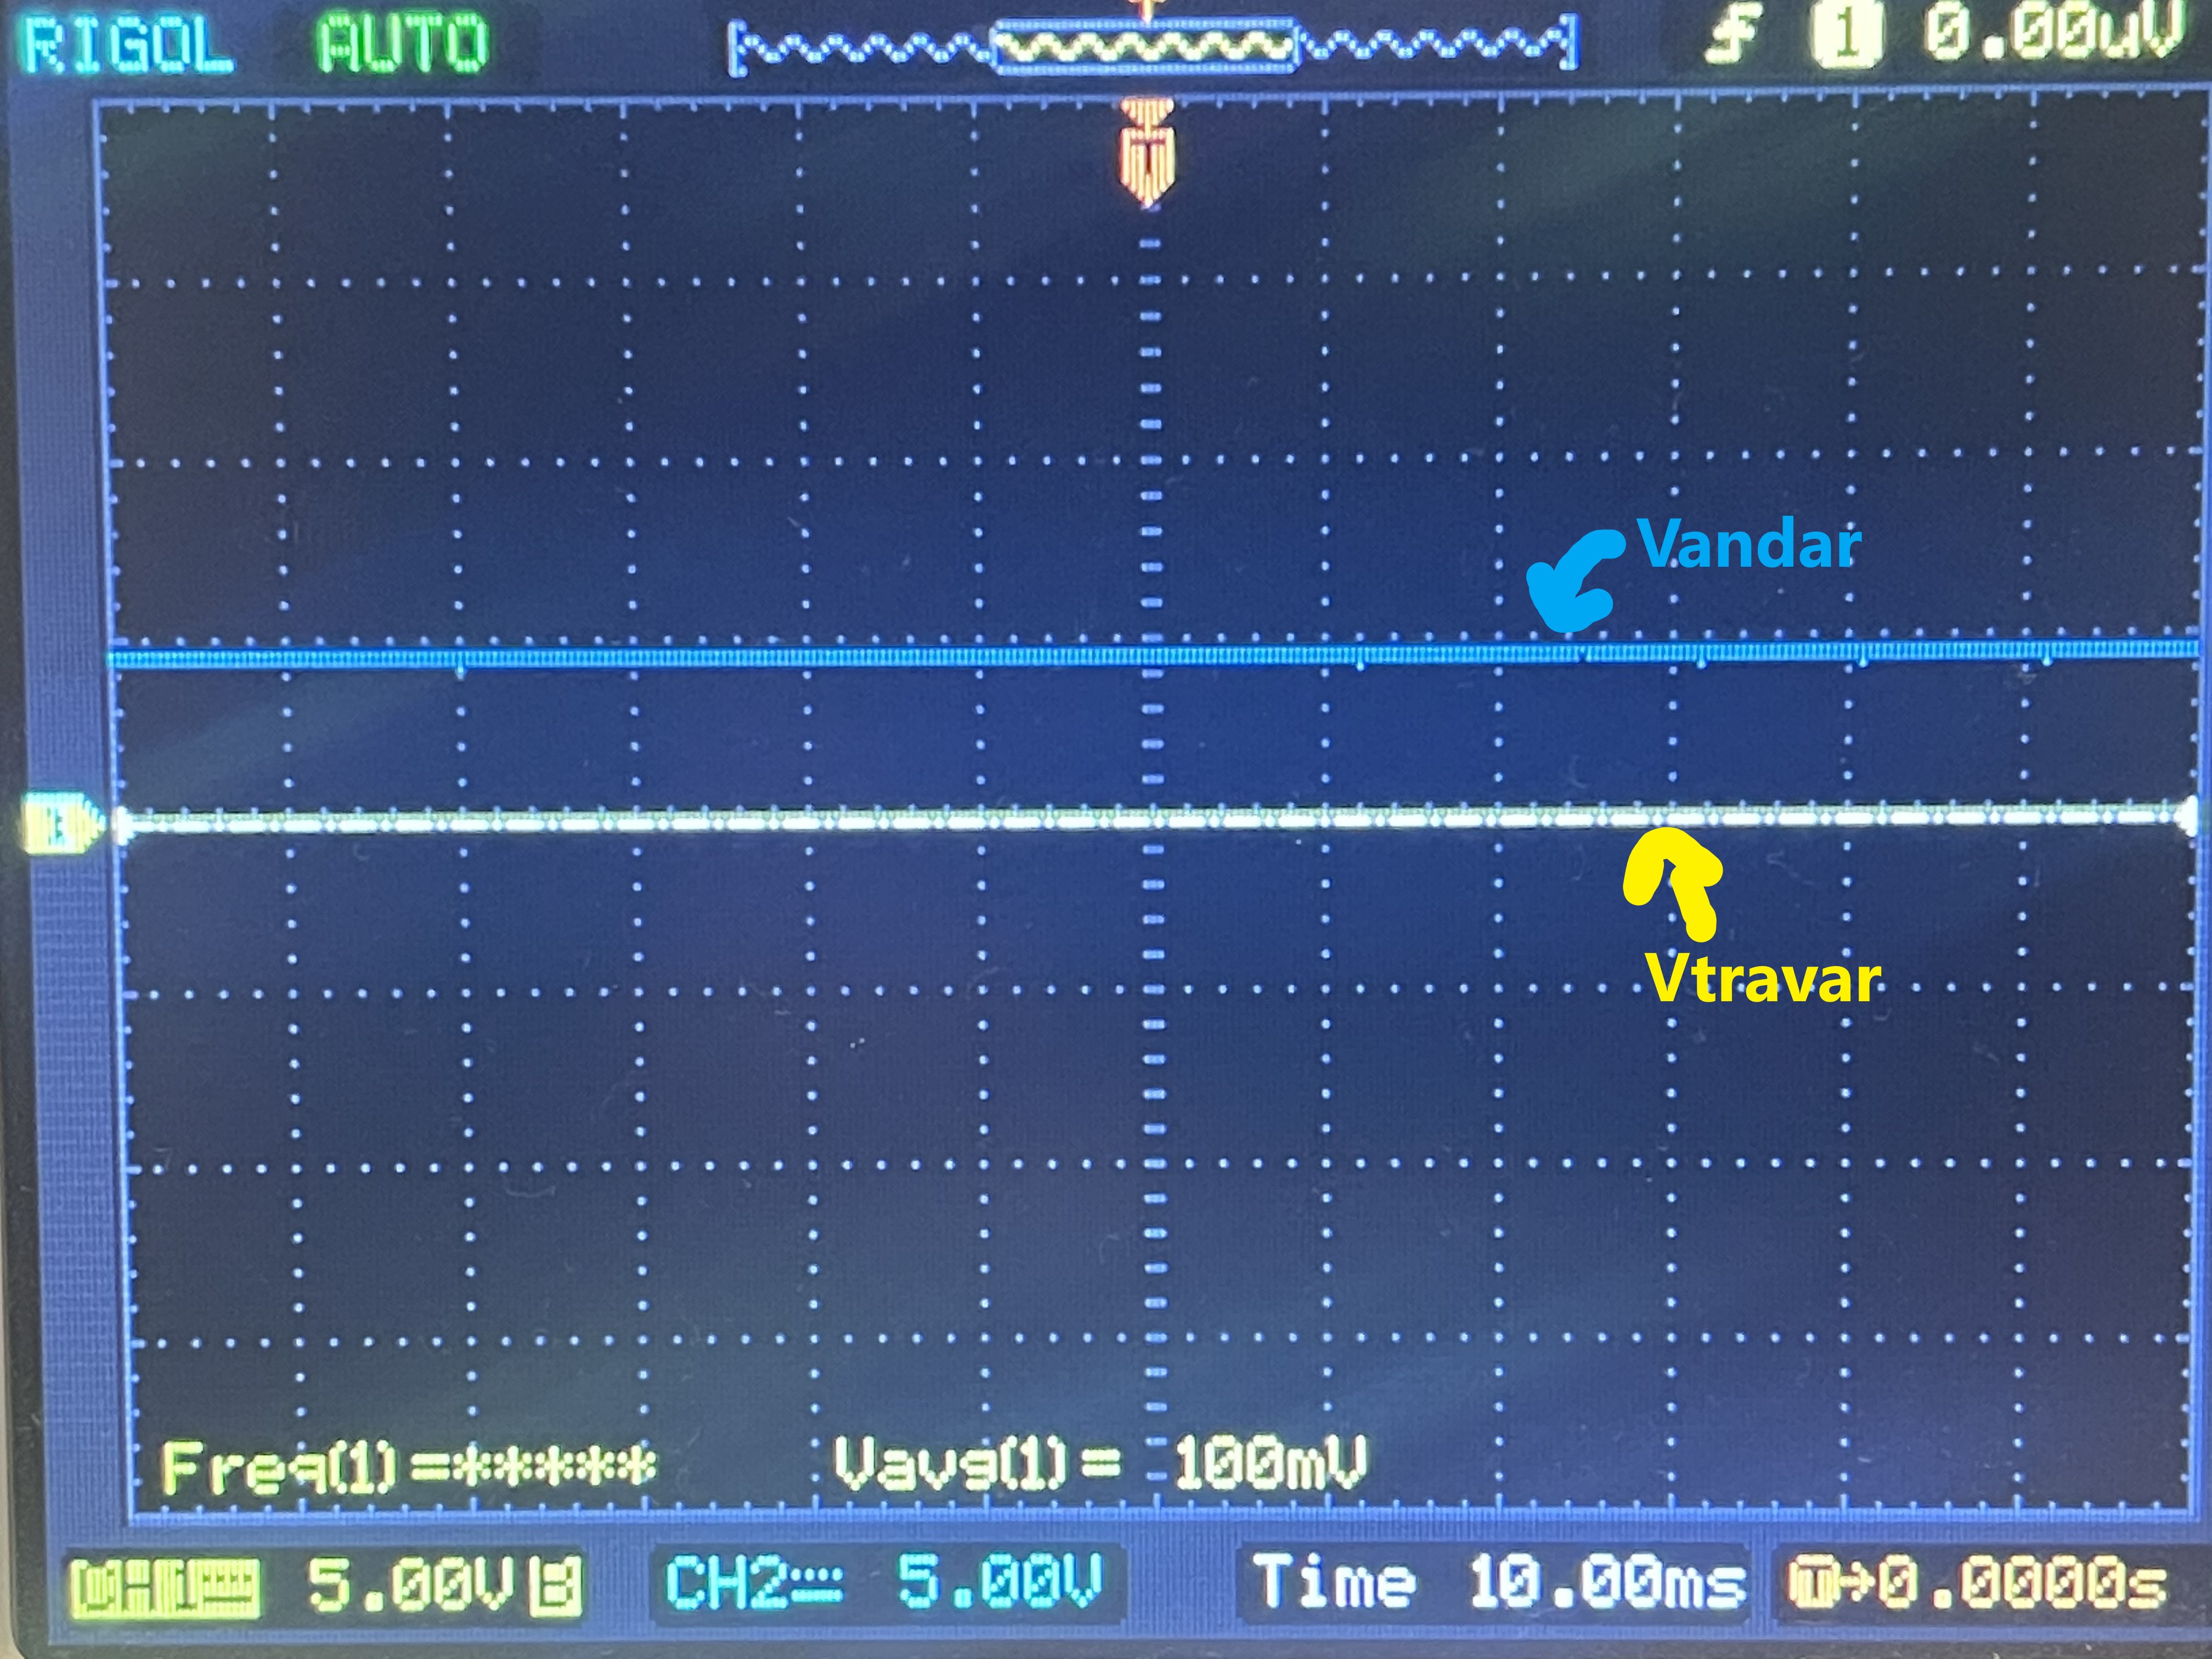 RIGOL AUTO 1 0.00uV
T
Vandar
Vtravar
Freq(1)=***** Vavg(1)= 100mV
CH1 5.00V B CH2 5.00V Time 10.00ms T→0.0000s